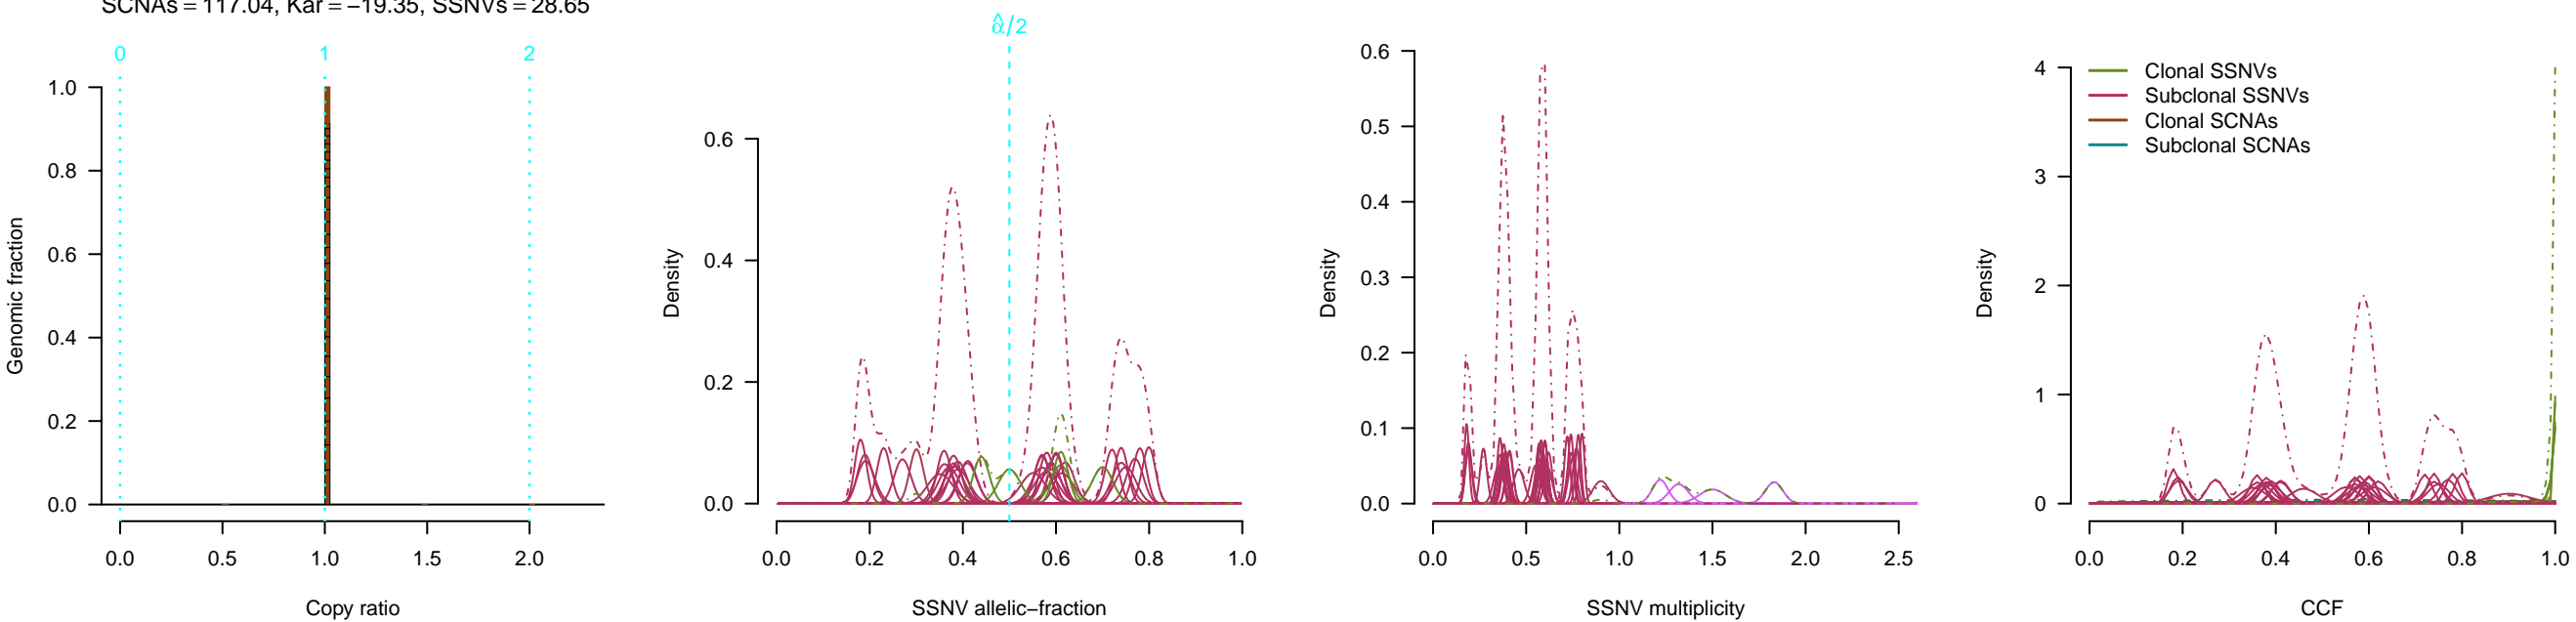 SCNAs = 117.04, Kar = −19.35, SSNVs = 28.65
0 1 2
Genomic fraction
1.0
0.8
0.6
0.4
0.2
0.0
0.0 0.5 1.0 1.5 2.0
Copy ratio
α̂/2
Density
0.6
0.4
0.2
0.0
0.0 0.2 0.4 0.6 0.8 1.0
SSNV allelic−fraction
Density
0.6
0.5
0.4
0.3
0.2
0.1
0.0
0.0 0.5 1.0 1.5 2.0 2.5
SSNV multiplicity
Density
4
3
2
1
0
Clonal SSNVs
Subclonal SSNVs
Clonal SCNAs
Subclonal SCNAs
0.0 0.2 0.4 0.6 0.8 1.0
CCF